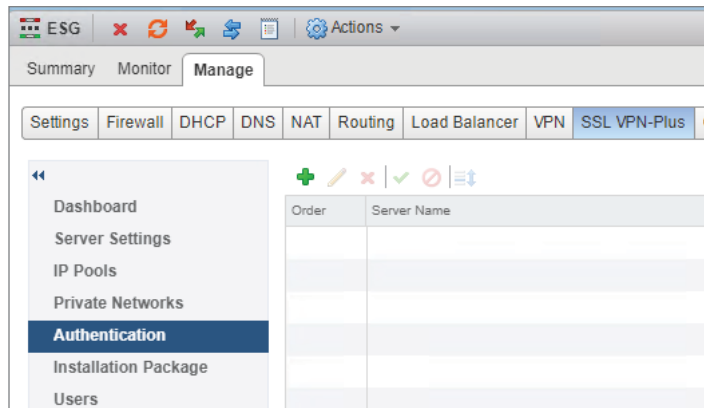 ESG Actions
Summary Monitor Manage
Settings Firewall DHCP DNS NAT Routing Load Balancer VPN SSL VPN-Plus
Dashboard
Order Server Name
Server Settings
IP Pools
Private Networks
Authentication
Installation Package
Users